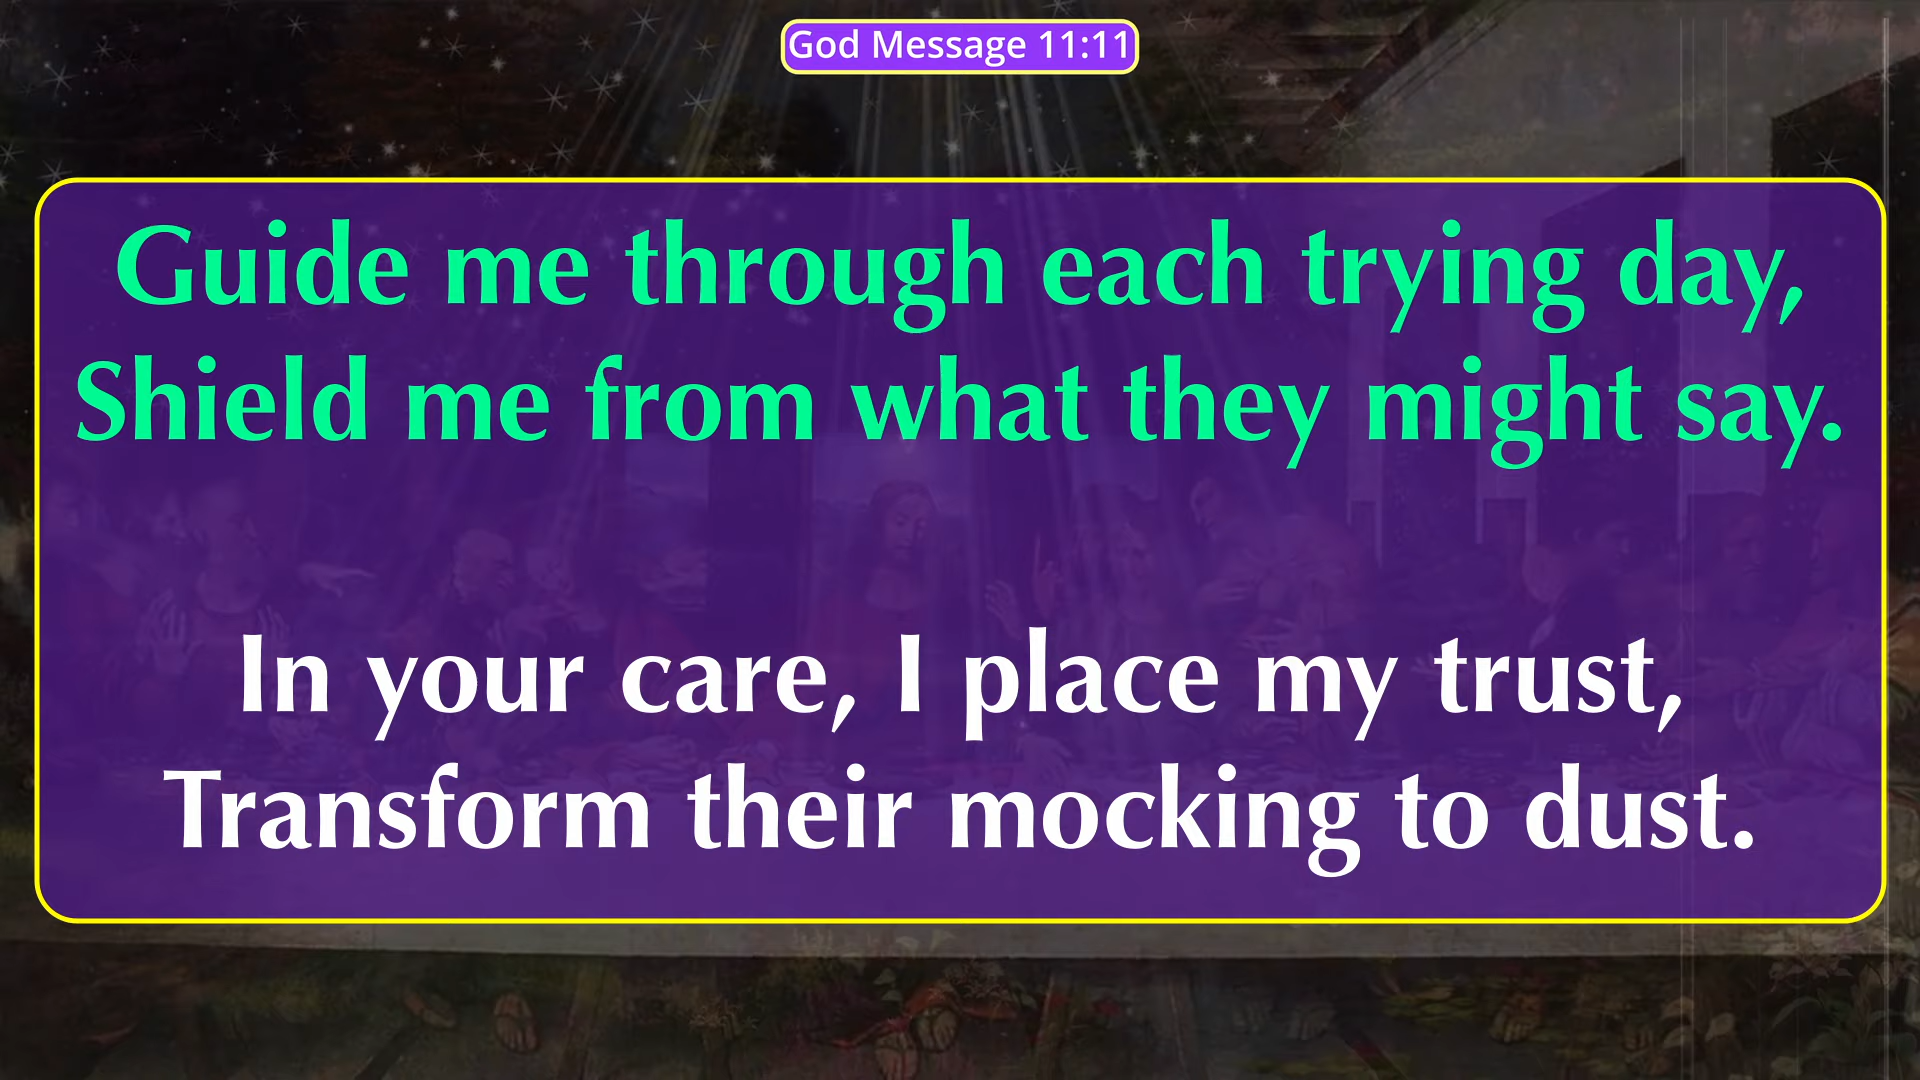 God Message 11:11
Guide me through each trying day,
Shield me from what they might say.
In your care, I place my trust,
Transform their mocking to dust.